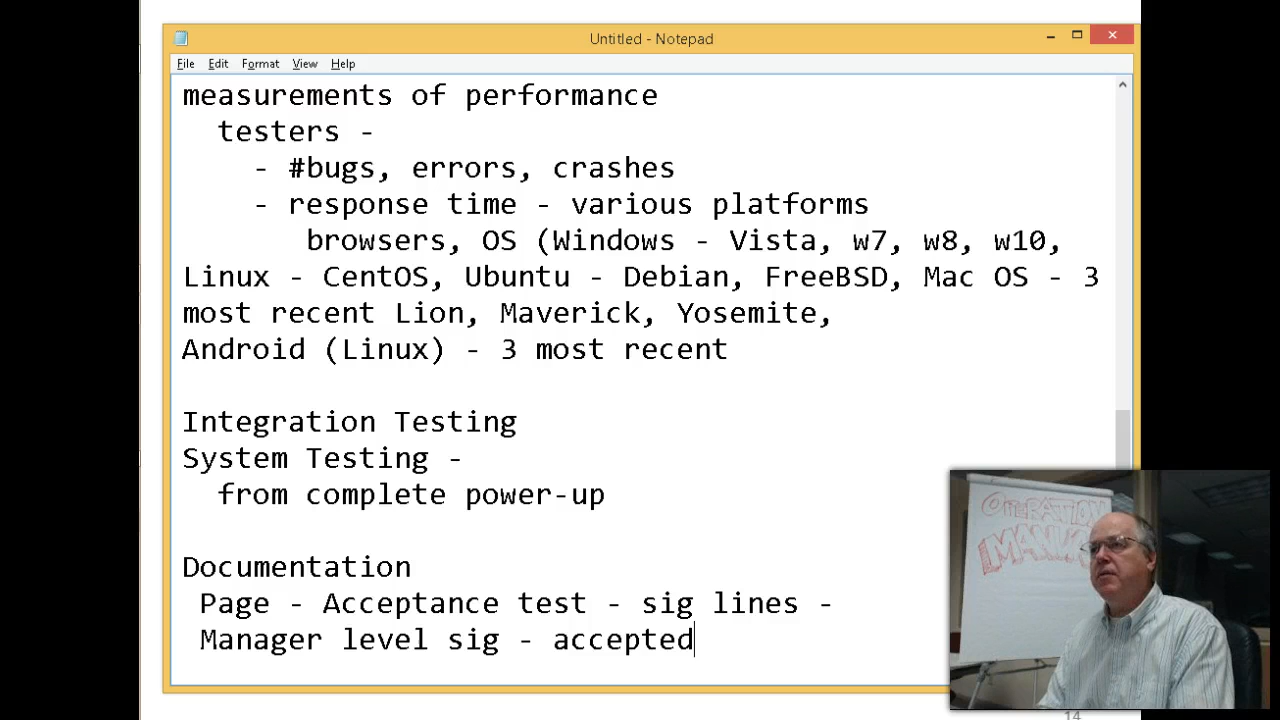 Untitled - Notepad
File Edit Format View Help
measurements of performance
testers -
- #bugs, errors, crashes
- response time - various platforms
browsers, OS (Windows - Vista, w7, w8, w10,
Linux - CentOS, Ubuntu - Debian, FreeBSD, Mac OS - 3
most recent Lion, Maverick, Yosemite,
Android (Linux) - 3 most recent
Integration Testing
System Testing -
from complete power-up
Documentation
Page - Acceptance test - sig lines -
Manager level sig - accepted
OPERATION
14